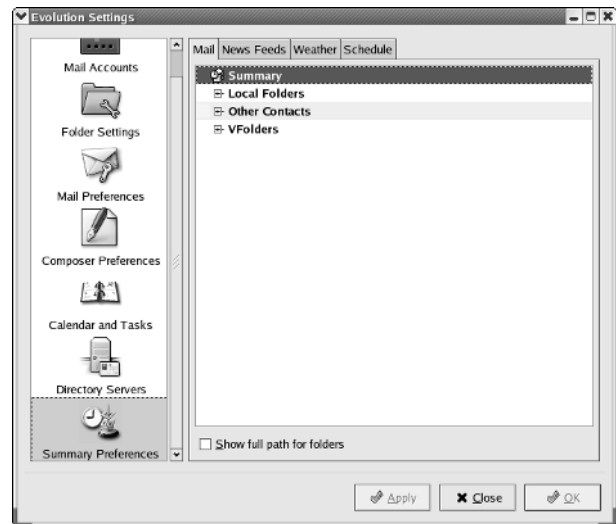 Evolution Settings
Mail Accounts
Folder Settings
Mail Preferences
Composer Preferences
Calendar and Tasks
Directory Servers
Summary Preferences
Mail News Feeds Weather Schedule
Summary
Local Folders
Other Contacts
VFolders
Show full path for folders
Apply Close OK